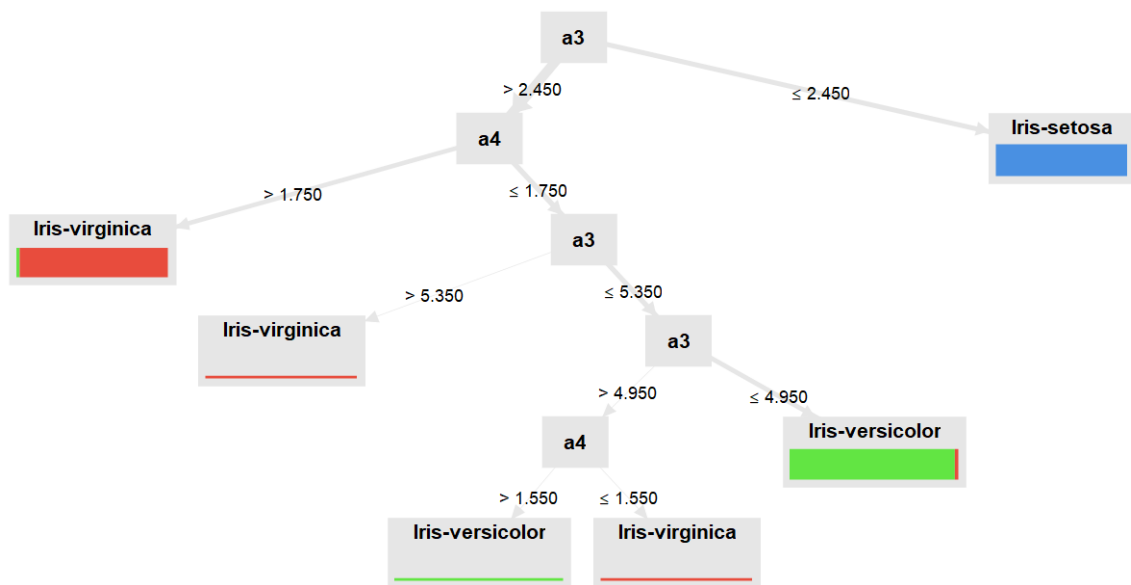 a3
> 2.450
≤ 2.450
a4
Iris-setosa
> 1.750
≤ 1.750
Iris-virginica
a3
> 5.350
≤ 5.350
Iris-virginica
a3
> 4.950
≤ 4.950
a4
Iris-versicolor
> 1.550
≤ 1.550
Iris-versicolor
Iris-virginica